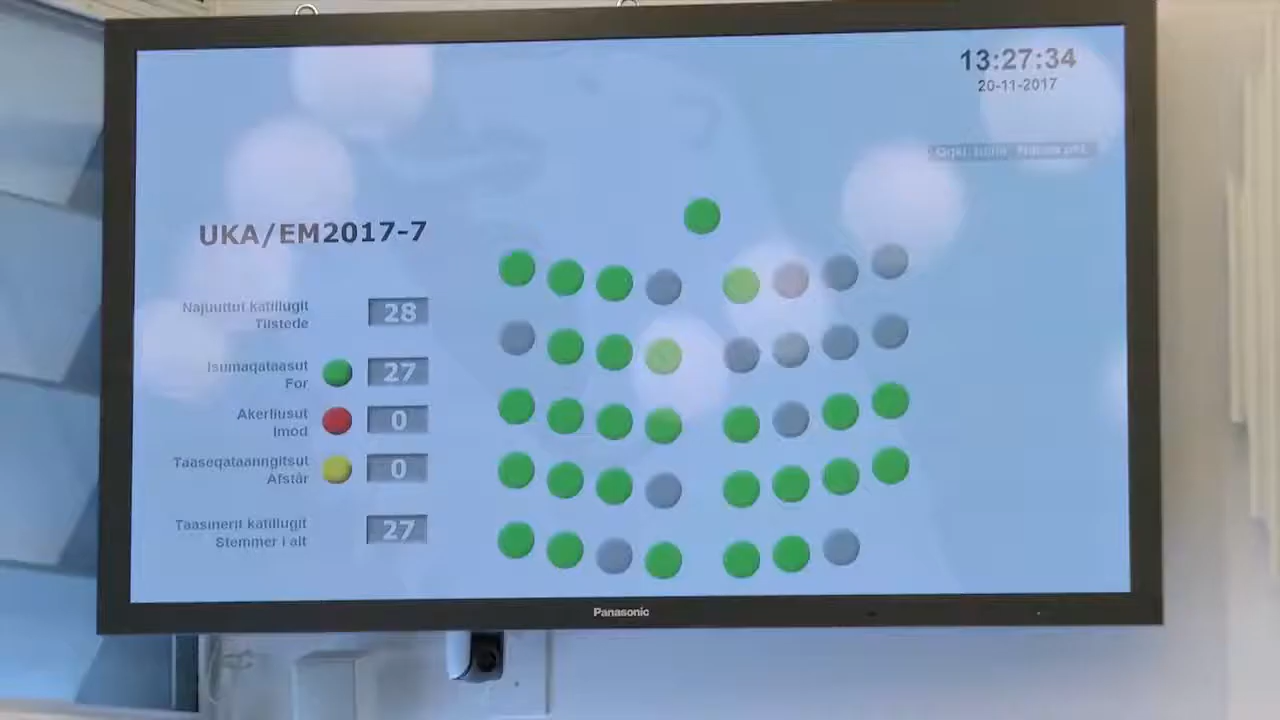 13:27:34
20-11-2017
UKA/EM2017-7
Najuuttut katillugit 28
Tilstede
Isumaqataasut 27
For
Akerliusut 0
Imod
Taaseqataanngitsut 0
Afstår
Taasinerit katillugit 27
Stemmer i alt
Panasonic